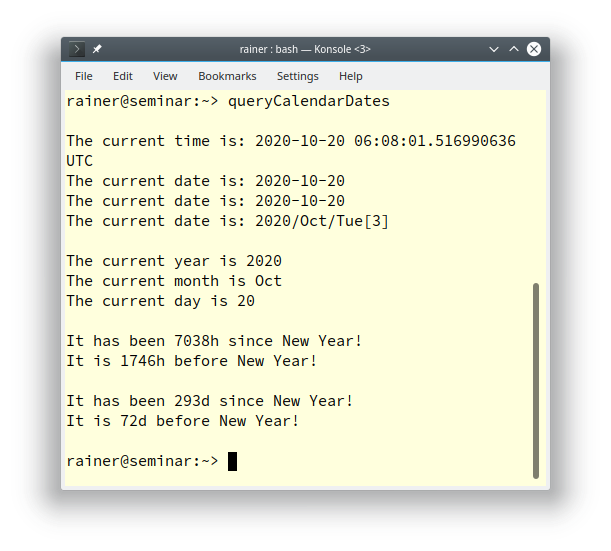 rainer : bash — Konsole <3>
File Edit View Bookmarks Settings Help
rainer@seminar:~> queryCalendarDates
The current time is: 2020-10-20 06:08:01.516990636
UTC
The current date is: 2020-10-20
The current date is: 2020-10-20
The current date is: 2020/Oct/Tue[3]
The current year is 2020
The current month is Oct
The current day is 20
It has been 7038h since New Year!
It is 1746h before New Year!
It has been 293d since New Year!
It is 72d before New Year!
rainer@seminar:~>